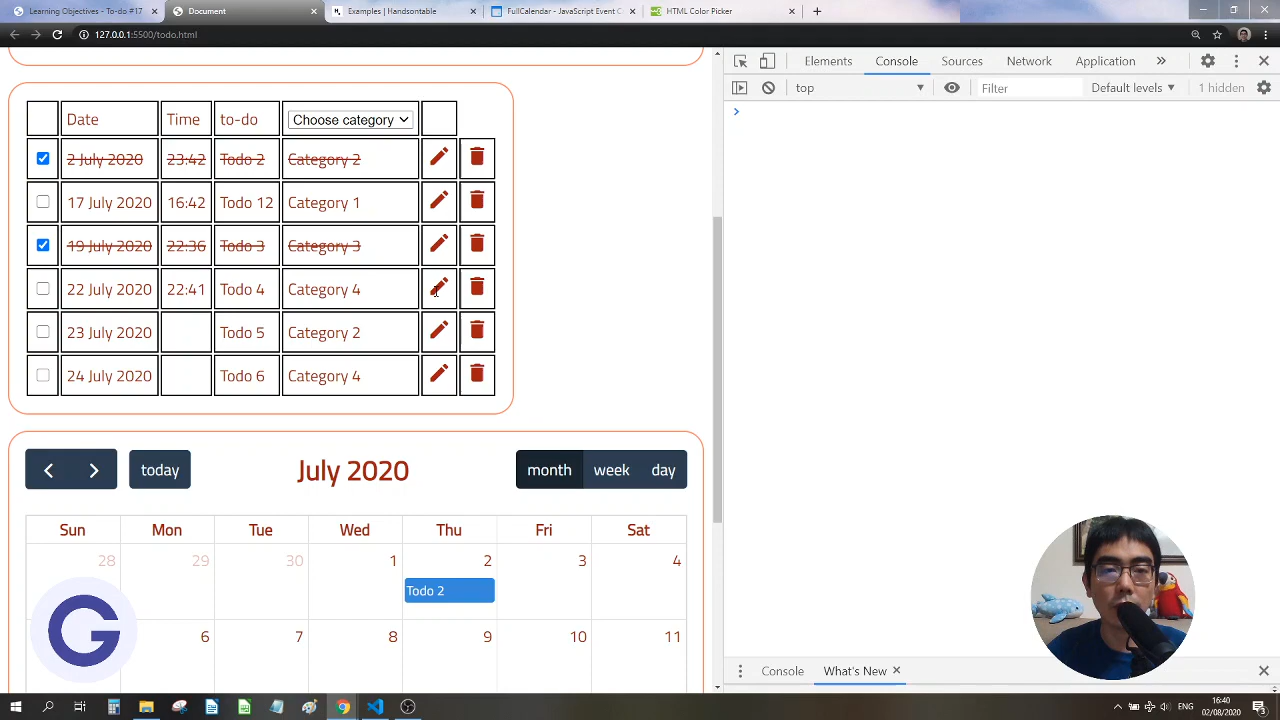 Learning Objectives - To-do #17
Document
Examples | Handsontable
FullCalendar - JavaScript Event C
HTML Color Picker
127.0.0.1:5500/todo.html
Elements Console Sources Network Application
top Filter Default levels 1 hidden
Date Time to-do Choose category
2 July 2020 23:42 Todo 2 Category 2
17 July 2020 16:42 Todo 12 Category 1
19 July 2020 22:36 Todo 3 Category 3
22 July 2020 22:41 Todo 4 Category 4
23 July 2020 Todo 5 Category 2
24 July 2020 Todo 6 Category 4
today July 2020 month week day
Sun Mon Tue Wed Thu Fri Sat
28 29 30 1 2 3 4
Todo 2
6 7 8 9 10 11
G
Console What's New
ENG
16:40
02/08/2020